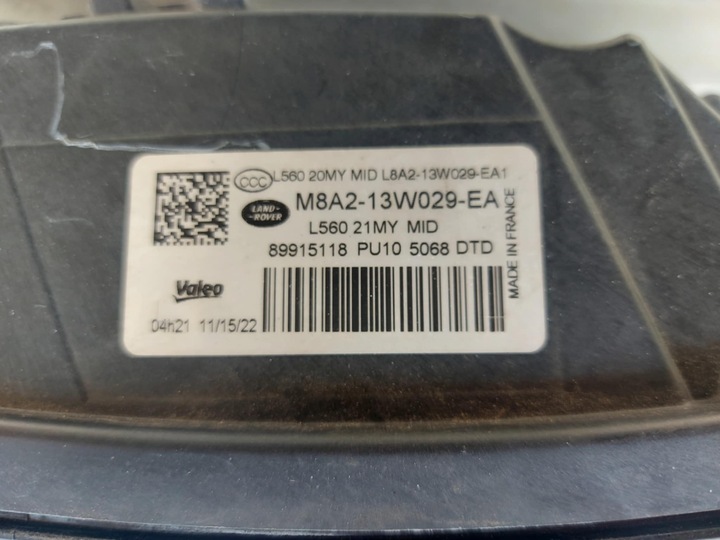 CCC L560 20MY MID L8A2-13W029-EA1
LAND-
ROVER
M8A2-13W029-EA
L560 21MY MID
89915118 PU10 5068 DTD
MADE IN FRANCE
Valeo
04h21 11/15/22